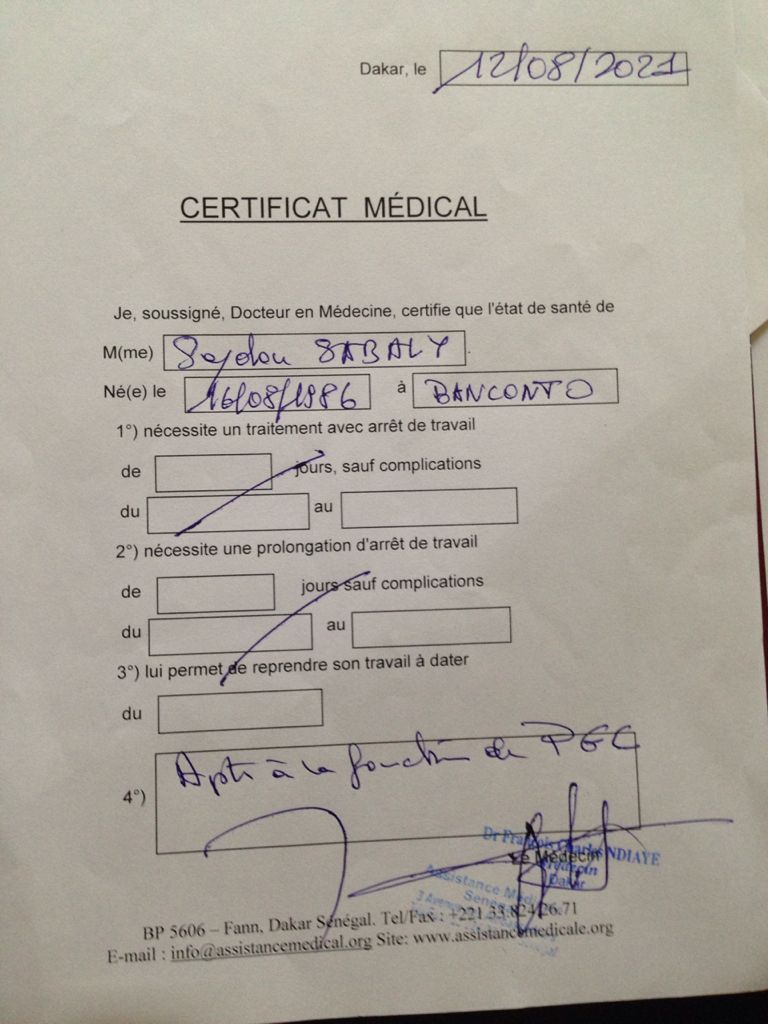 Dakar, le 12/08/2021
CERTIFICAT MÉDICAL
Je, soussigné, Docteur en Médecine, certifie que l'état de santé de
M(me) Seydou SABALY
Né(e) le 16/08/1986 à BANCONTO
1°) nécessite un traitement avec arrêt de travail
de jours, sauf complications
du au
2°) nécessite une prolongation d'arrêt de travail
de jours sauf complications
du au
3°) lui permet de reprendre son travail à dater
du
4°) Apte à la fonction de
Dr François Charles NDIAYE
Le Médecin
Médecin
Dakar
Assistance
BP 5606 – Fann, Dakar Sénégal. Tel/Fax : +221 33 824 26 71
E-mail : info@assistancemedical.org Site: www.assistancemedicale.org